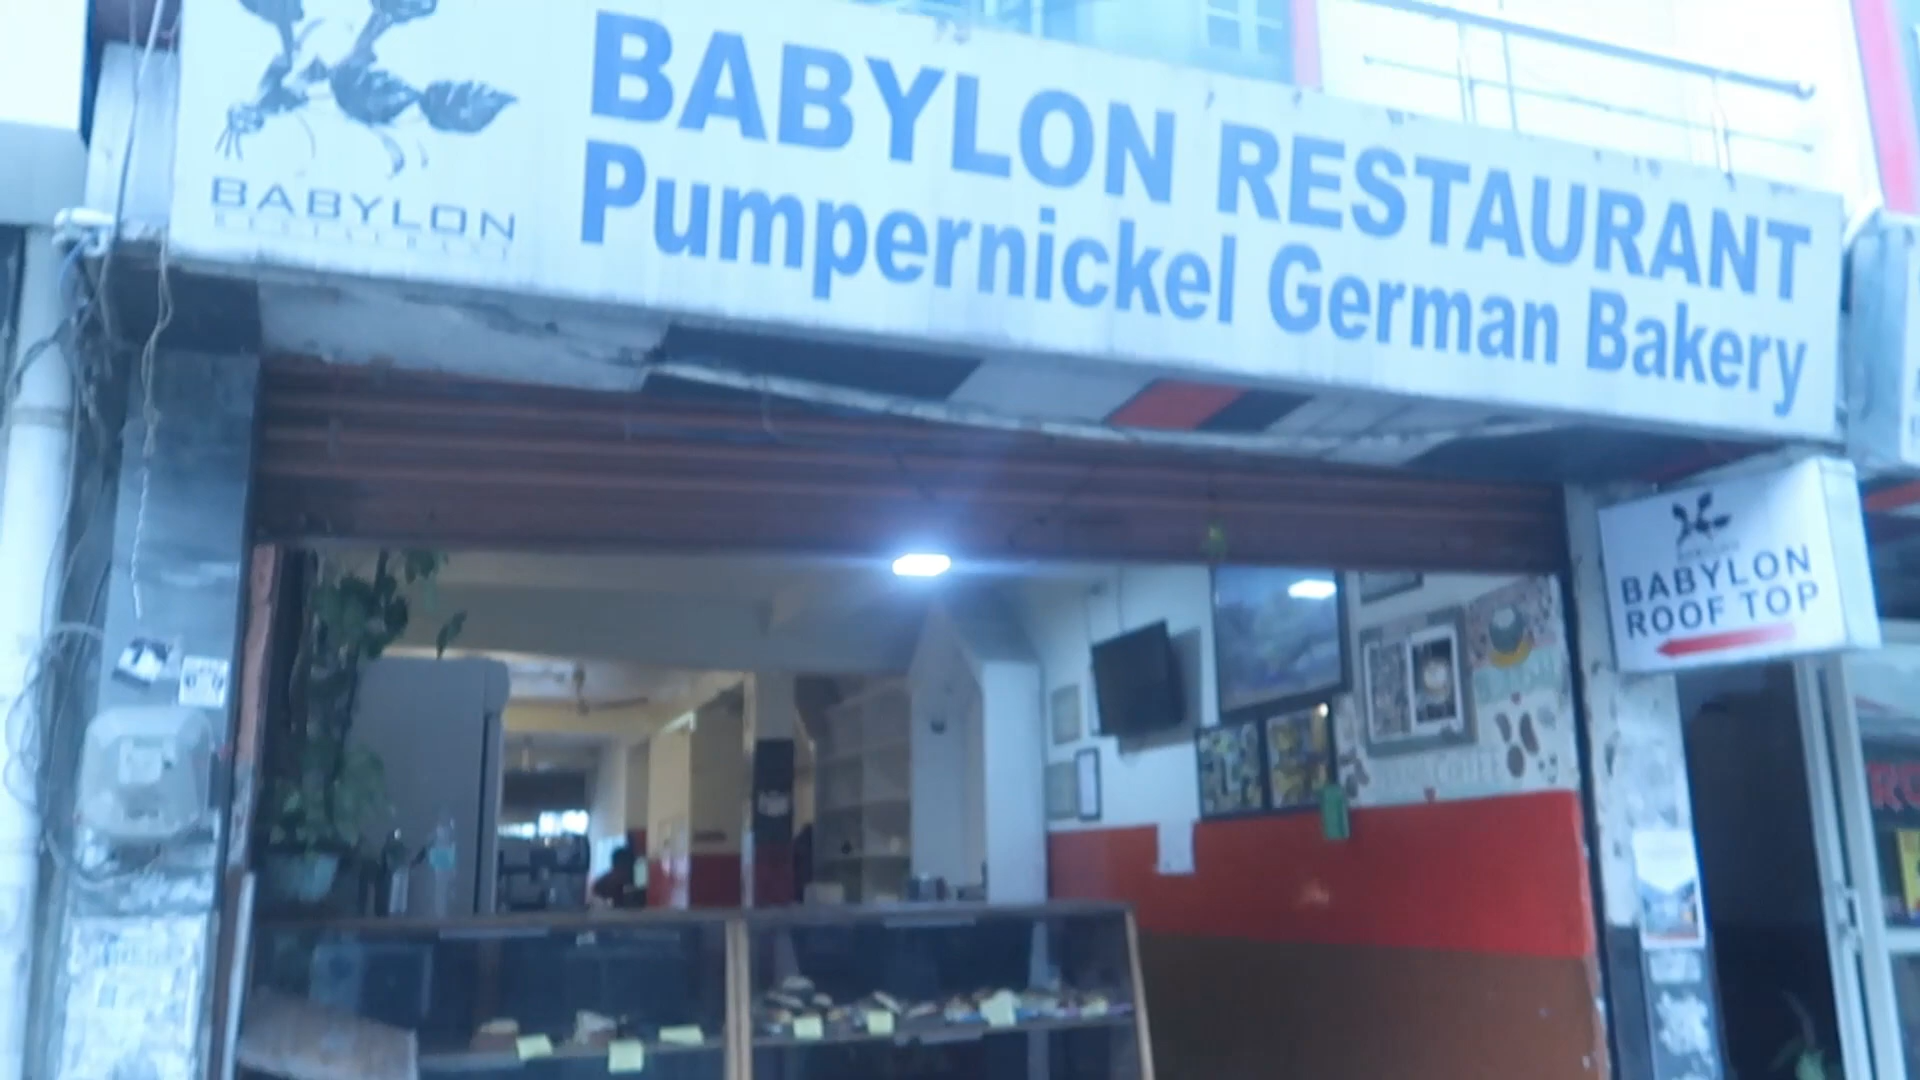 BABYLON RESTAURANT
Pumpernickel German Bakery
BABYLON
BABYLON
ROOF TOP